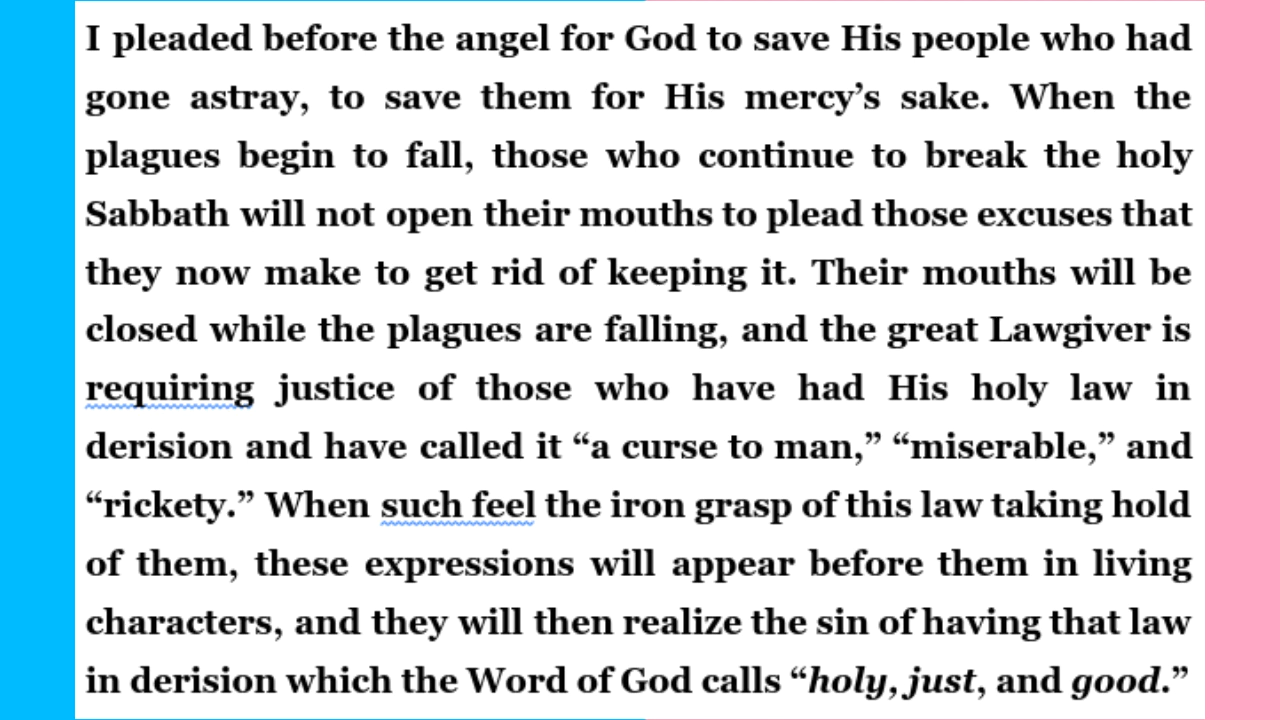 I pleaded before the angel for God to save His people who had
gone astray, to save them for His mercy’s sake. When the
plagues begin to fall, those who continue to break the holy
Sabbath will not open their mouths to plead those excuses that
they now make to get rid of keeping it. Their mouths will be
closed while the plagues are falling, and the great Lawgiver is
requiring justice of those who have had His holy law in
derision and have called it “a curse to man,” “miserable,” and
“rickety.” When such feel the iron grasp of this law taking hold
of them, these expressions will appear before them in living
characters, and they will then realize the sin of having that law
in derision which the Word of God calls “holy, just, and good.”